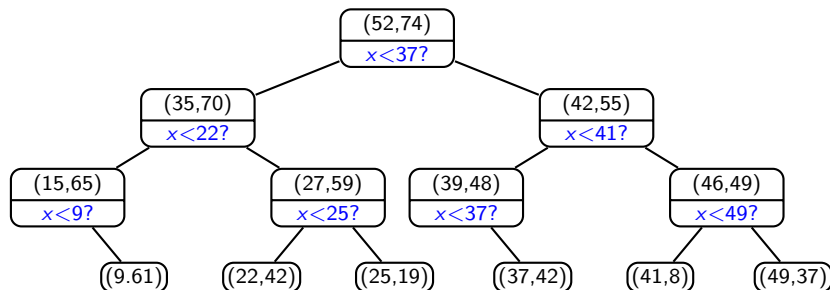 (52,74)
x<37?
(35,70)
(42,55)
x<22?
x<41?
(15,65)
(27,59)
(39,48)
(46,49)
x<9?
x<25?
x<37?
x<49?
(9.61)
(22,42)
(25,19)
(37,42)
(41,8)
(49,37)